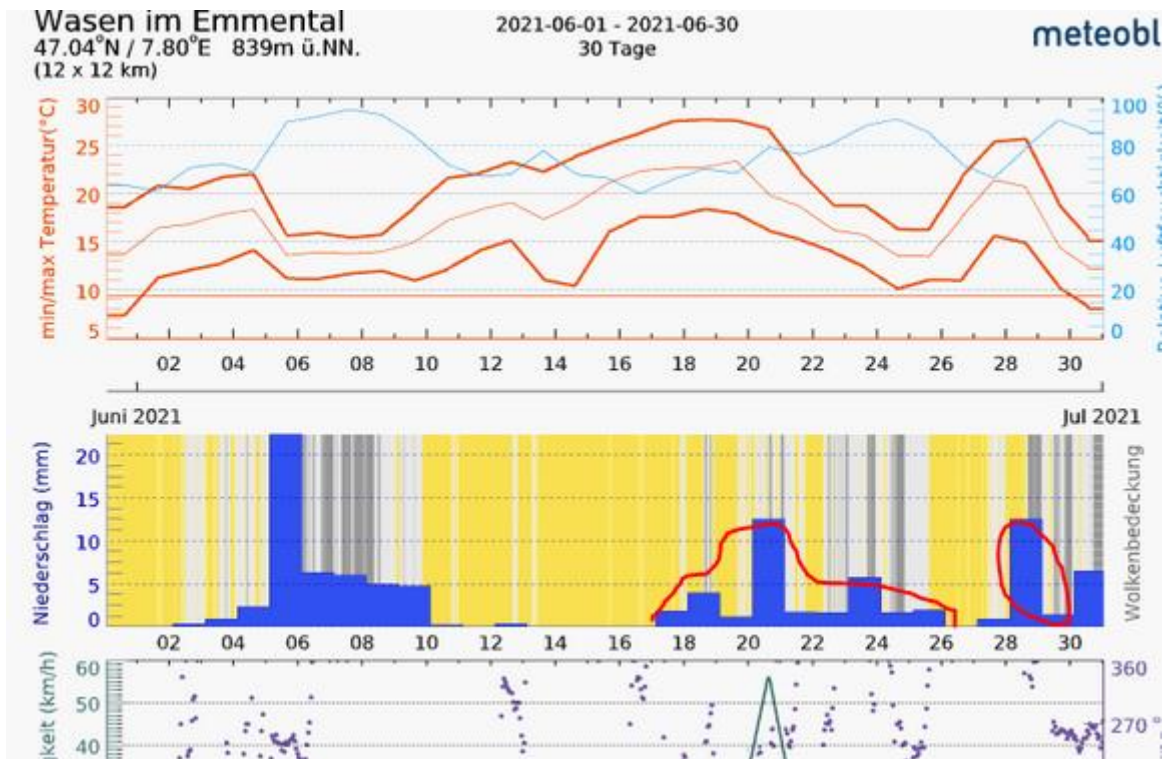 Wasen im Emmental
47.04°N / 7.80°E 839m ü.NN.
(12 x 12 km)
2021-06-01 - 2021-06-30
30 Tage
meteobl
min/max Temperatur(°C)
30
25
20
15
10
5
100
80
60
40
20
0
02 04 06 08 10 12 14 16 18 20 22 24 26 28 30
Juni 2021
Jul 2021
Niederschlag (mm)
20
15
10
5
0
Wolkenbedeckung
02 04 06 08 10 12 14 16 18 20 22 24 26 28 30
gkeit (km/h)
60
50
40
360
270